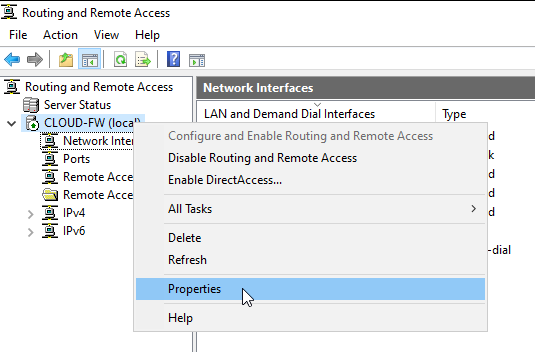 Routing and Remote Access
File Action View Help
Routing and Remote Access
Server Status
CLOUD-FW (local)
Network Inter
Ports
Remote Acce
Remote Acce
IPv4
IPv6
Network Interfaces
LAN and Demand Dial Interfaces Type
d
k
d
d
-dial
Configure and Enable Routing and Remote Access
Disable Routing and Remote Access
Enable DirectAccess...
All Tasks
Delete
Refresh
Properties
Help